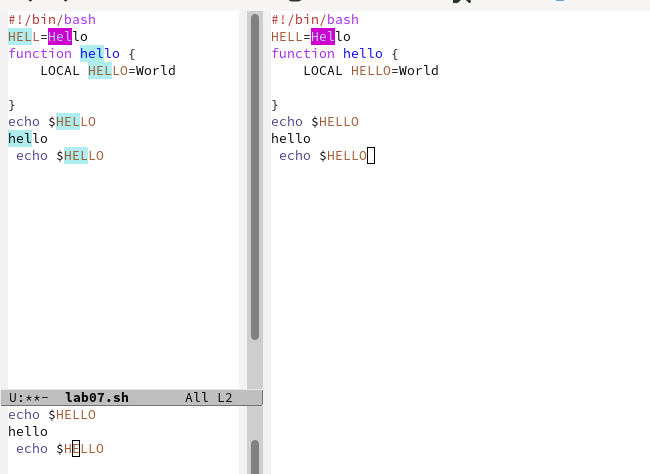 #!/bin/bash
HELL=Hello
function hello {
    LOCAL HELLO=World

}
echo $HELLO
hello
 echo $HELLO
U:**-  lab07.sh       All L2
echo $HELLO
hello
 echo $HELLO
#!/bin/bash
HELL=Hello
function hello {
    LOCAL HELLO=World

}
echo $HELLO
hello
 echo $HELLO